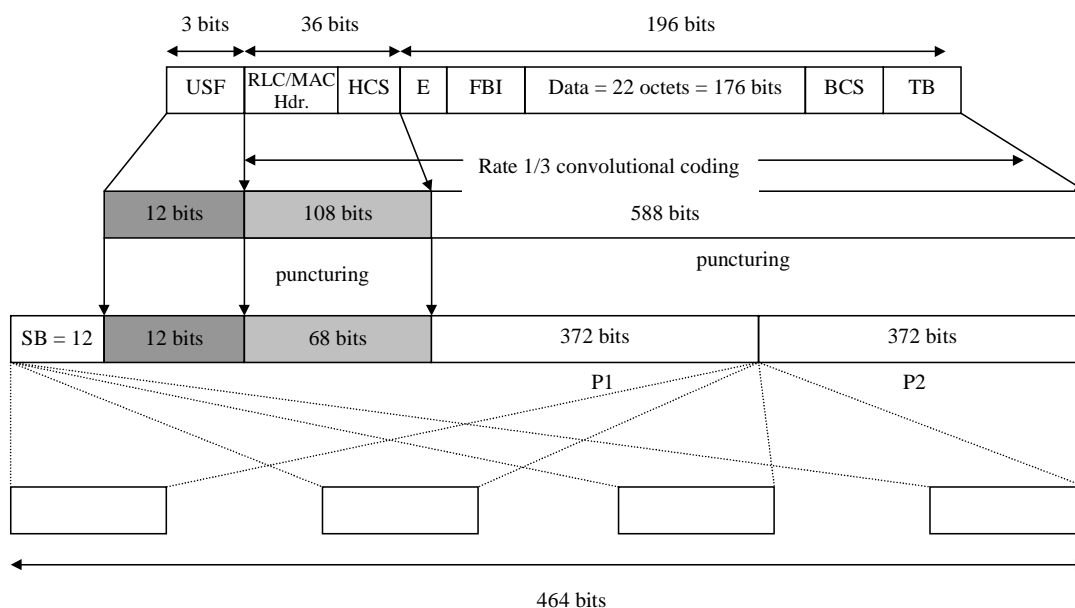 3 bits 36 bits 196 bits
USF RLC/MAC Hdr. HCS E FBI Data = 22 octets = 176 bits BCS TB
Rate 1/3 convolutional coding
12 bits 108 bits 588 bits
puncturing puncturing
SB = 12 12 bits 68 bits 372 bits 372 bits
P1 P2
464 bits